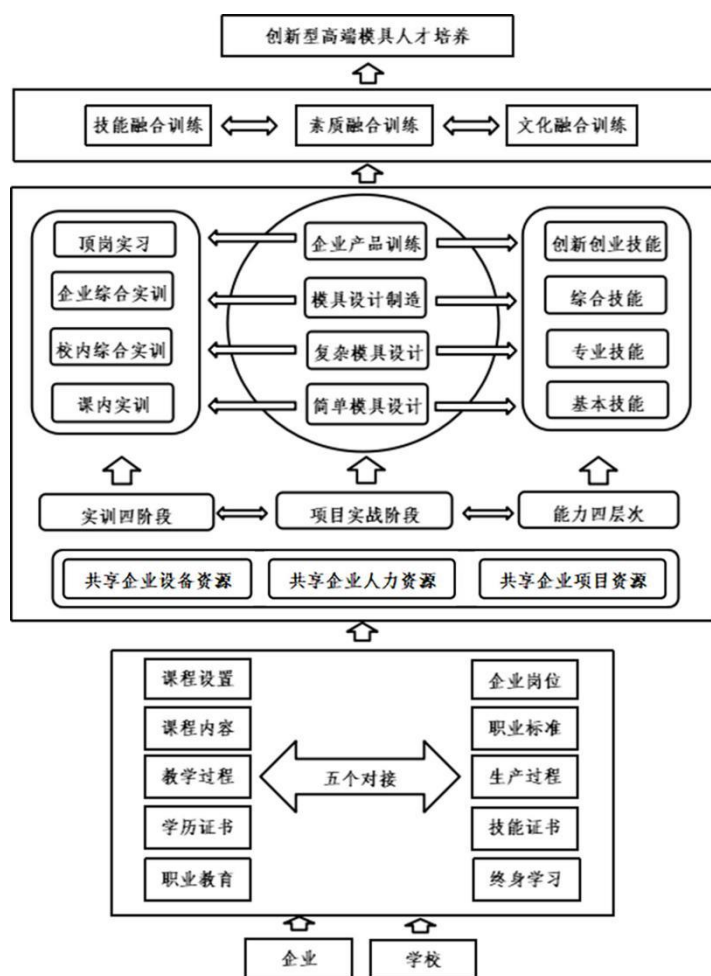 创新型高端模具人才培养
技能融合训练
素质融合训练
文化融合训练
顶岗实习
企业产品训练
创新创业技能
企业综合实训
模具设计制造
综合技能
校内综合实训
复杂模具设计
专业技能
课内实训
简单模具设计
基本技能
实训四阶段
项目实战阶段
能力四层次
共享企业设备资源
共享企业人力资源
共享企业项目资源
课程设置
企业岗位
课程内容
职业标准
教学过程
五个对接
生产过程
学历证书
技能证书
职业教育
终身学习
企业
学校